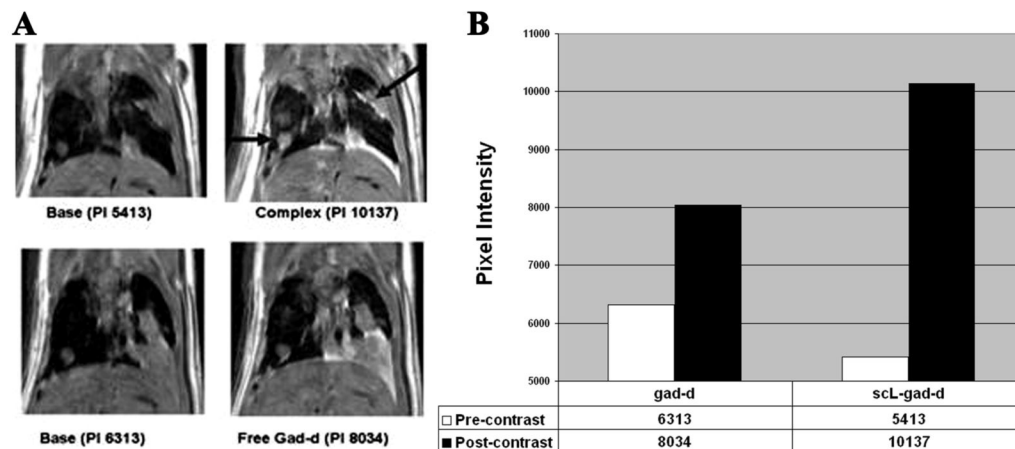 A
Base (PI 5413)
Complex (PI 10137)
Base (PI 6313)
Free Gad-d (PI 8034)
B
Pixel Intensity
11000
10000
9000
8000
7000
6000
5000
gad-d scL-gad-d
Pre-contrast 6313 5413
Post-contrast 8034 10137